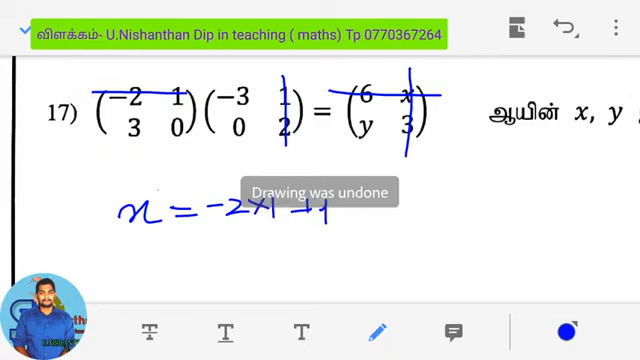 விளக்கம்- U.Nishanthan Dip in teaching ( maths) Tp 0770367264
17) (-2 1) (-3 1) = (6 x) ஆயின் x, y
(3 0) (0 2) (y 3)
Drawing was undone
x = -2×1 + 1